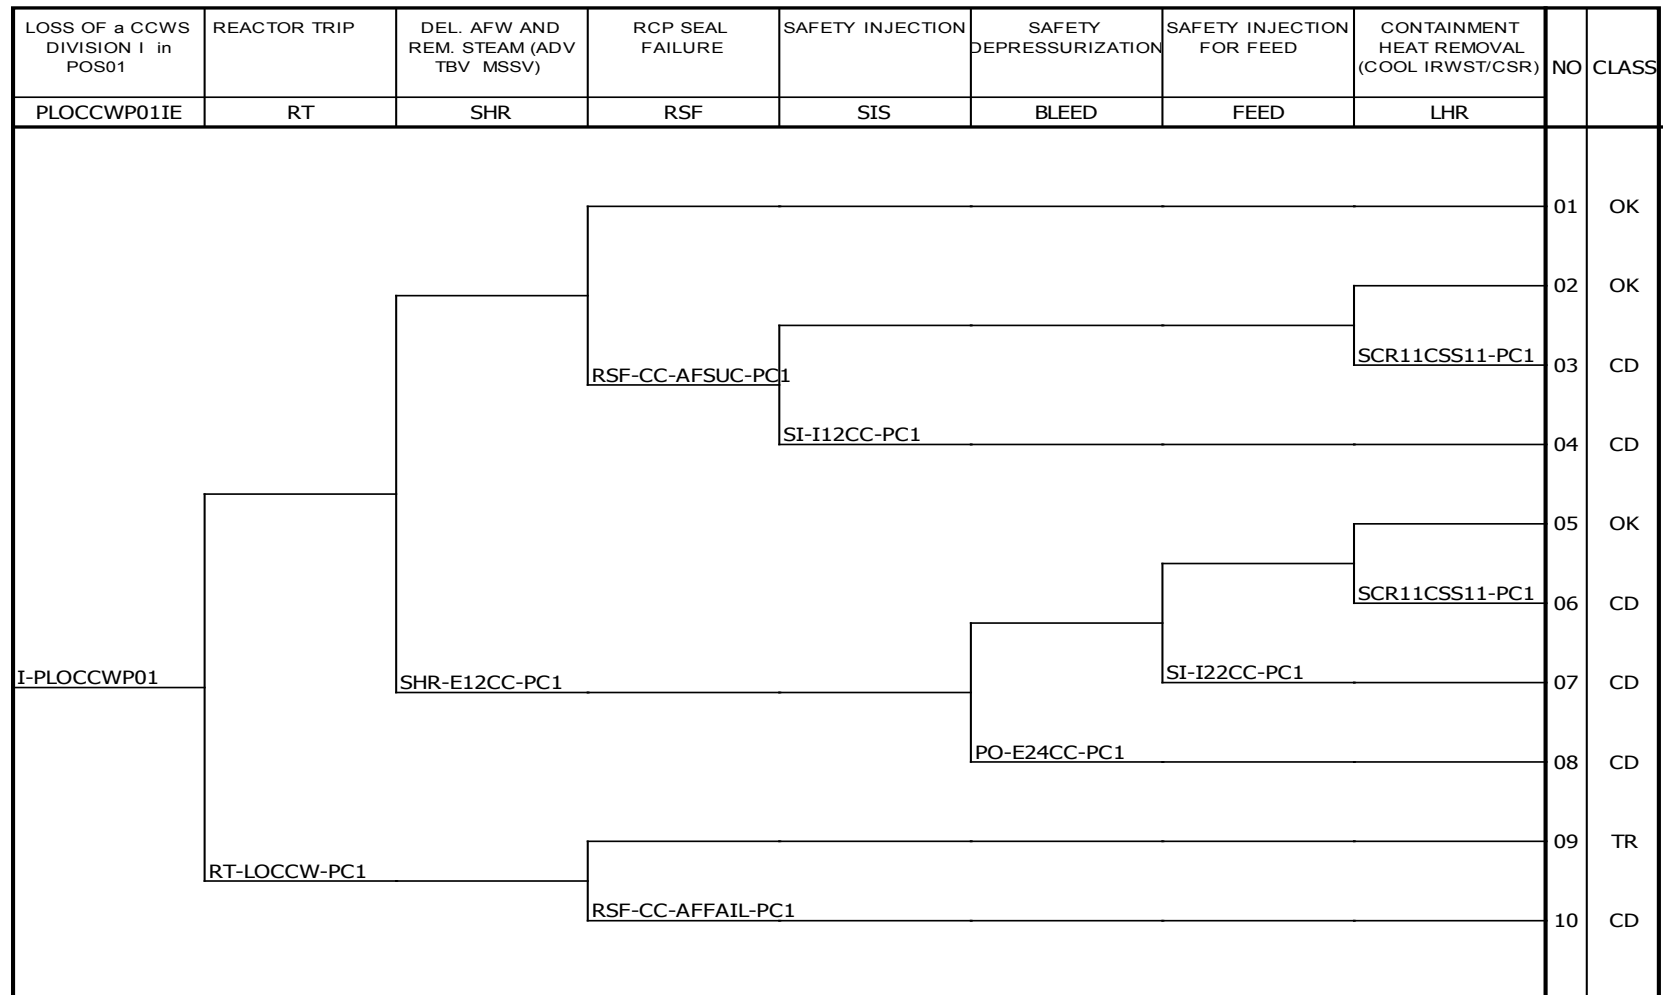 LOSS OF a CCWS
DIVISION I in
POS01
REACTOR TRIP
DEL. AFW AND
REM. STEAM (ADV
TBV MSSV)
RCP SEAL
FAILURE
SAFETY INJECTION
SAFETY
DEPRESSURIZATION
SAFETY INJECTION
FOR FEED
CONTAINMENT
HEAT REMOVAL
(COOL IRWST/CSR)
NO
CLASS
PLOCCWP01IE
RT
SHR
RSF
SIS
BLEED
FEED
LHR
01 OK
02 OK
SCR11CSS11-PC1
03 CD
RSF-CC-AFSUC-PC1
SI-I12CC-PC1
04 CD
05 OK
SCR11CSS11-PC1
06 CD
I-PLOCCWP01
SHR-E12CC-PC1
SI-I22CC-PC1
07 CD
PO-E24CC-PC1
08 CD
09 TR
RT-LOCCW-PC1
RSF-CC-AFFAIL-PC1
10 CD